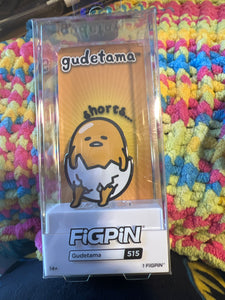 gudetama
shorts...
FiGPiN
Gudetama
515
14+
1 FIGPIN